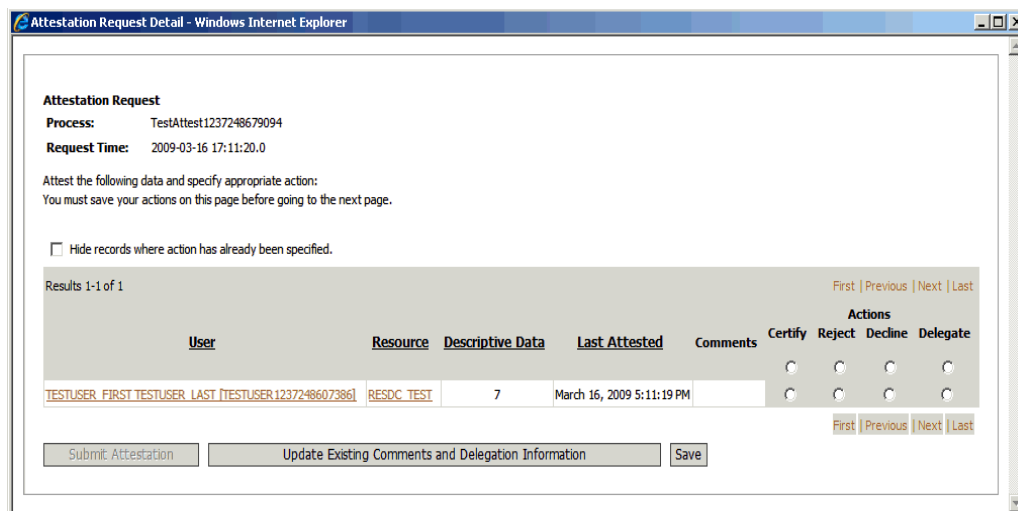 Attestation Request Detail - Windows Internet Explorer
Attestation Request
Process: TestAttest1237248679094
Request Time: 2009-03-16 17:11:20.0
Attest the following data and specify appropriate action:
You must save your actions on this page before going to the next page.
Hide records where action has already been specified.
Results 1-1 of 1 First | Previous | Next | Last
Actions
User Resource Descriptive Data Last Attested Comments Certify Reject Decline Delegate
TESTUSER_FIRST TESTUSER_LAST [TESTUSER1237248607386] RESDC_TEST 7 March 16, 2009 5:11:19 PM
First | Previous | Next | Last
Submit Attestation Update Existing Comments and Delegation Information Save